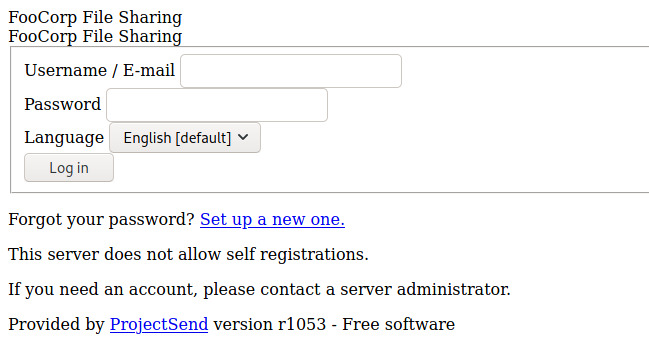 FooCorp File Sharing
FooCorp File Sharing
Username / E-mail
Password
Language English [default]
Log in
Forgot your password? Set up a new one.
This server does not allow self registrations.
If you need an account, please contact a server administrator.
Provided by ProjectSend version r1053 - Free software